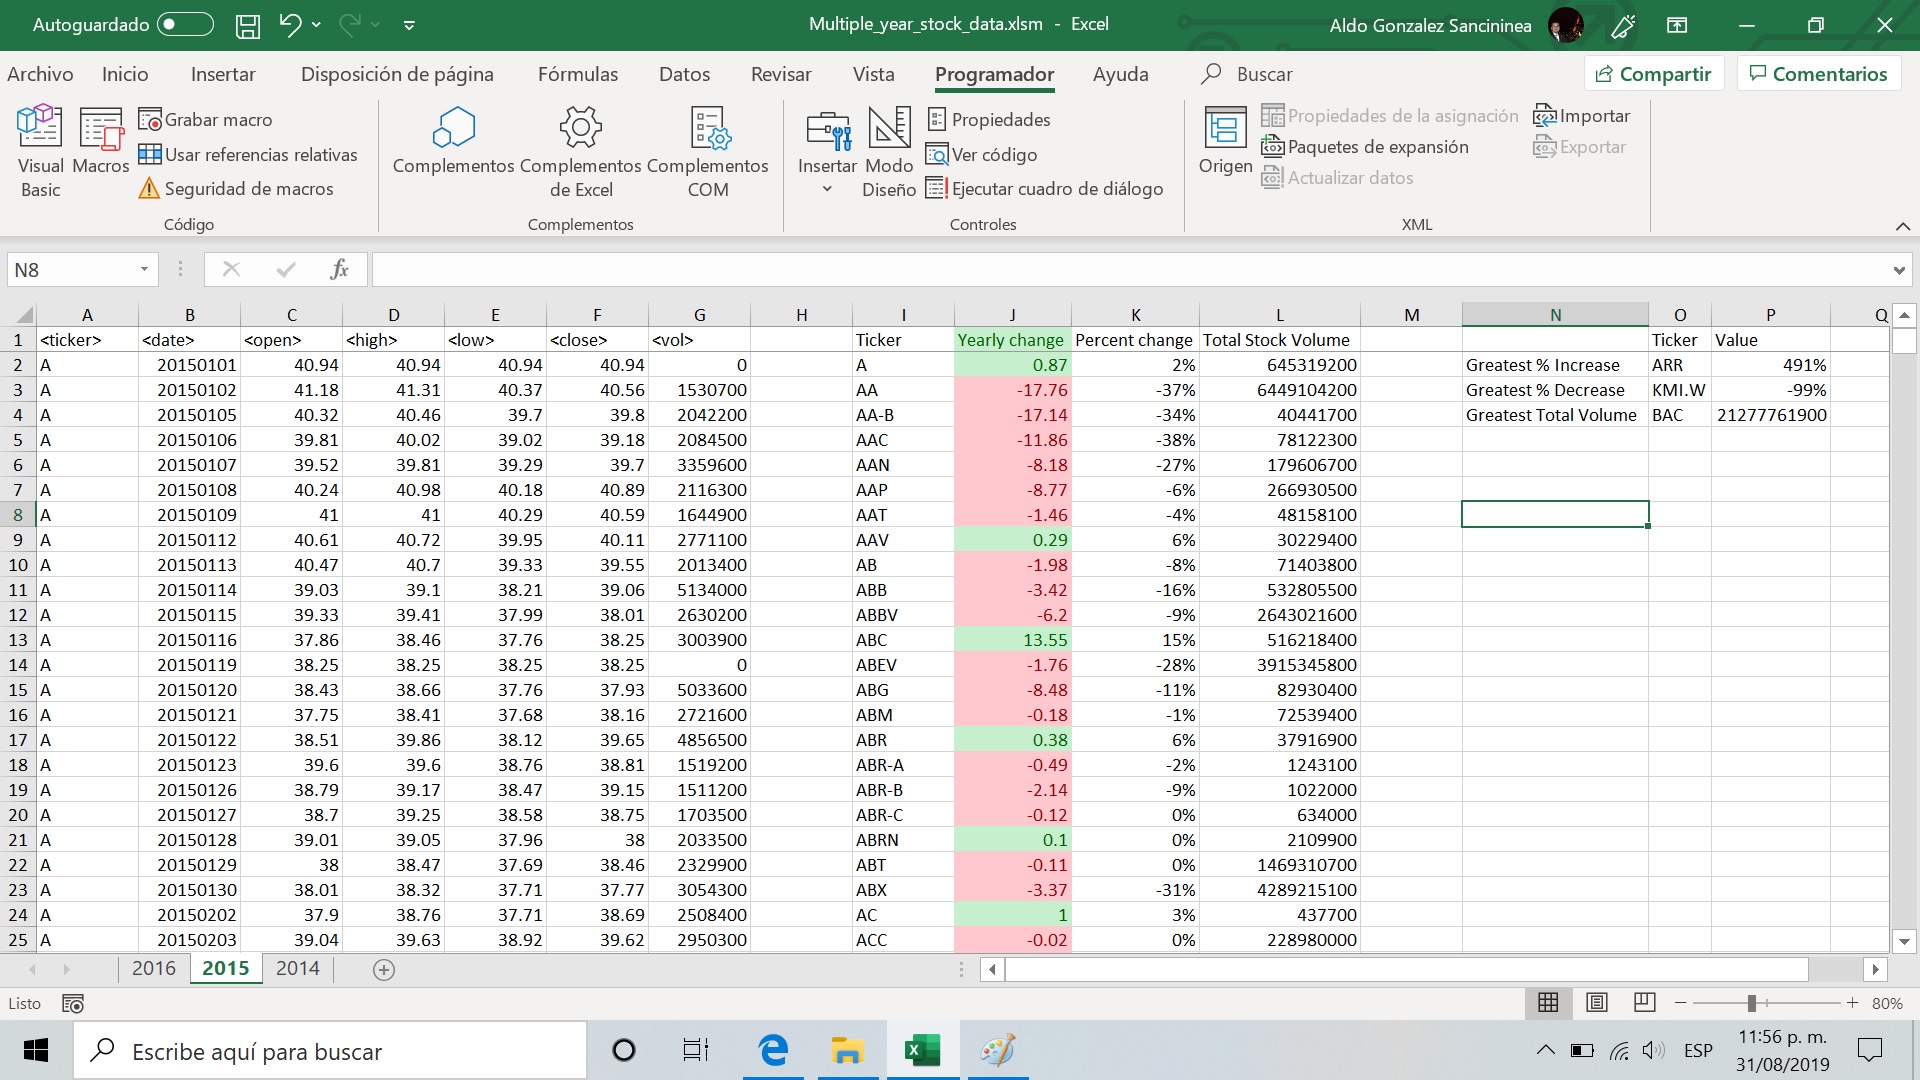 Autoguardado
Multiple_year_stock_data.xlsm - Excel
Aldo Gonzalez Sancininea
Archivo Inicio Insertar Disposición de página Fórmulas Datos Revisar Vista Programador Ayuda Buscar Compartir Comentarios
Visual Basic
Macros
Grabar macro
Usar referencias relativas
Seguridad de macros
Código
Complementos
Complementos de Excel
Complementos COM
Complementos
Insertar
Modo Diseño
Propiedades
Ver código
Ejecutar cuadro de diálogo
Controles
Origen
Propiedades de la asignación
Paquetes de expansión
Actualizar datos
Importar
Exportar
XML
N8 fx
A B C D E F G H I J K L M N O P Q
1 <ticker> <date> <open> <high> <low> <close> <vol> Ticker Yearly change Percent change Total Stock Volume Ticker Value
2 A 20150101 40.94 40.94 40.94 40.94 0 A 0.87 2% 645319200 Greatest % Increase ARR 491%
3 A 20150102 41.18 41.31 40.37 40.56 1530700 AA -17.76 -37% 6449104200 Greatest % Decrease KMI.W -99%
4 A 20150105 40.32 40.46 39.7 39.8 2042200 AA-B -17.14 -34% 40441700 Greatest Total Volume BAC 21277761900
5 A 20150106 39.81 40.02 39.02 39.18 2084500 AAC -11.86 -38% 78122300
6 A 20150107 39.52 39.81 39.29 39.7 3359600 AAN -8.18 -27% 179606700
7 A 20150108 40.24 40.98 40.18 40.89 2116300 AAP -8.77 -6% 266930500
8 A 20150109 41 41 40.29 40.59 1644900 AAT -1.46 -4% 48158100
9 A 20150112 40.61 40.72 39.95 40.11 2771100 AAV 0.29 6% 30229400
10 A 20150113 40.47 40.7 39.33 39.55 2013400 AB -1.98 -8% 71403800
11 A 20150114 39.03 39.1 38.21 39.06 5134000 ABB -3.42 -16% 532805500
12 A 20150115 39.33 39.41 37.99 38.01 2630200 ABBV -6.2 -9% 2643021600
13 A 20150116 37.86 38.46 37.76 38.25 3003900 ABC 13.55 15% 516218400
14 A 20150119 38.25 38.25 38.25 38.25 0 ABEV -1.76 -28% 3915345800
15 A 20150120 38.43 38.66 37.76 37.93 5033600 ABG -8.48 -11% 82930400
16 A 20150121 37.75 38.41 37.68 38.16 2721600 ABM -0.18 -1% 72539400
17 A 20150122 38.51 39.86 38.12 39.65 4856500 ABR 0.38 6% 37916900
18 A 20150123 39.6 39.6 38.76 38.81 1519200 ABR-A -0.49 -2% 1243100
19 A 20150126 38.79 39.17 38.47 39.15 1511200 ABR-B -2.14 -9% 1022000
20 A 20150127 38.7 39.25 38.58 38.75 1703500 ABR-C -0.12 0% 634000
21 A 20150128 39.01 39.05 37.96 38 2033500 ABRN 0.1 0% 2109900
22 A 20150129 38 38.47 37.69 38.46 2329900 ABT -0.11 0% 1469310700
23 A 20150130 38.01 38.32 37.71 37.77 3054300 ABX -3.37 -31% 4289215100
24 A 20150202 37.9 38.76 37.71 38.69 2508400 AC 1 3% 437700
25 A 20150203 39.04 39.63 38.92 39.62 2950300 ACC -0.02 0% 228980000
2016 2015 2014
Listo
80%
Escribe aquí para buscar
ESP
11:56 p. m.
31/08/2019